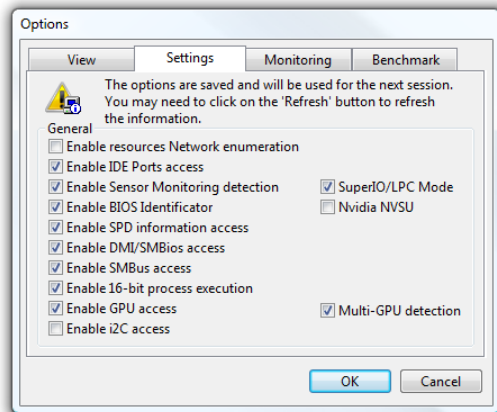 Options
View Settings Monitoring Benchmark
The options are saved and will be used for the next session.
You may need to click on the 'Refresh' button to refresh
the information.
General
Enable resources Network enumeration
Enable IDE Ports access
Enable Sensor Monitoring detection SuperIO/LPC Mode
Enable BIOS Identificator Nvidia NVSU
Enable SPD information access
Enable DMI/SMBios access
Enable SMBus access
Enable 16-bit process execution
Enable GPU access Multi-GPU detection
Enable i2C access
OK Cancel